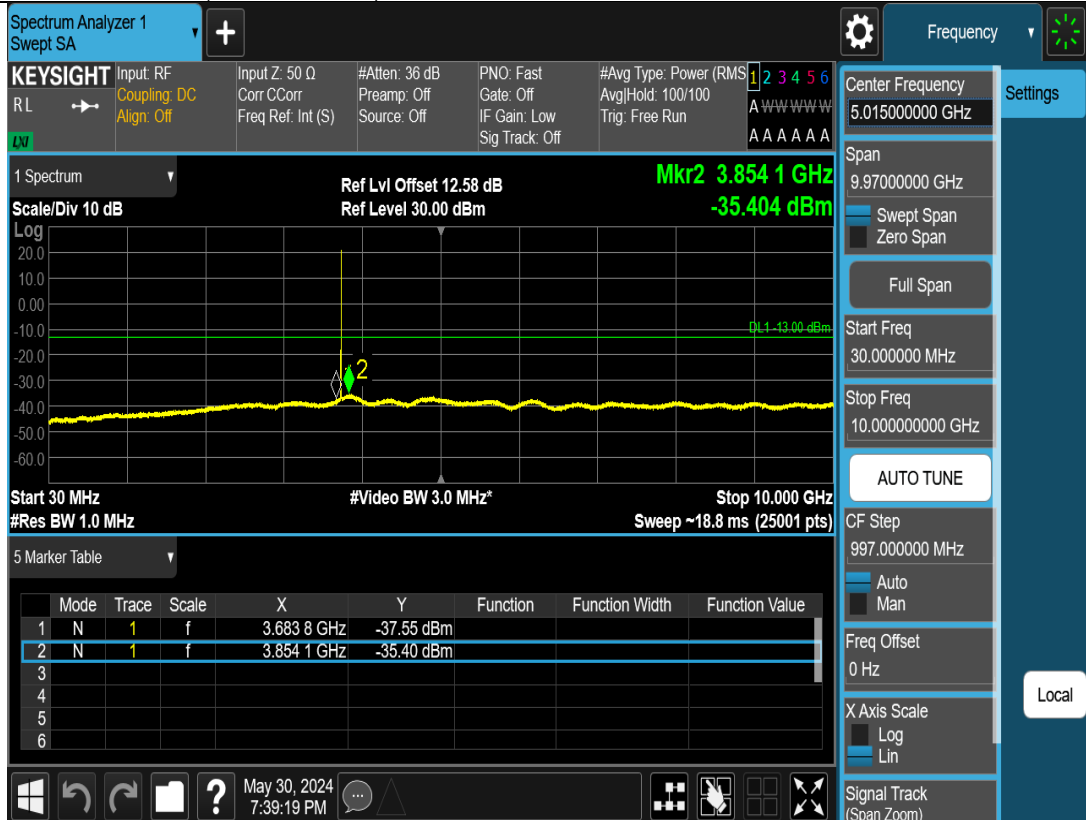 Spectrum Analyzer 1
Swept SA
+
Frequency
KEYSIGHT
R L
LXI
Input: RF
Coupling: DC
Align: Off
Input Z: 50 Ω
Corr CCorr
Freq Ref: Int (S)
#Atten: 36 dB
Preamp: Off
Source: Off
PNO: Fast
Gate: Off
IF Gain: Low
Sig Track: Off
#Avg Type: Power (RMS
Avg|Hold: 100/100
Trig: Free Run
1 2 3 4 5 6
A W W W W W
A A A A A A
1 Spectrum
Scale/Div 10 dB
Log
Ref Lvl Offset 12.58 dB
Ref Level 30.00 dBm
Mkr2 3.854 1 GHz
-35.404 dBm
20.0
10.0
0.00
-10.0
-20.0
-30.0
-40.0
-50.0
-60.0
DL1 -13.00 dBm
2
Start 30 MHz
#Res BW 1.0 MHz
#Video BW 3.0 MHz*
Stop 10.000 GHz
Sweep ~18.8 ms (25001 pts)
5 Marker Table
Mode Trace Scale X Y Function Function Width Function Value
1 N 1 f 3.683 8 GHz -37.55 dBm
2 N 1 f 3.854 1 GHz -35.40 dBm
3
4
5
6
May 30, 2024
7:39:19 PM
?
Center Frequency
5.015000000 GHz
Settings
Span
9.97000000 GHz
Swept Span
Zero Span
Full Span
Start Freq
30.000000 MHz
Stop Freq
10.000000000 GHz
AUTO TUNE
CF Step
997.000000 MHz
Auto
Man
Freq Offset
0 Hz
X Axis Scale
Log
Lin
Local
Signal Track
(Span Zoom)